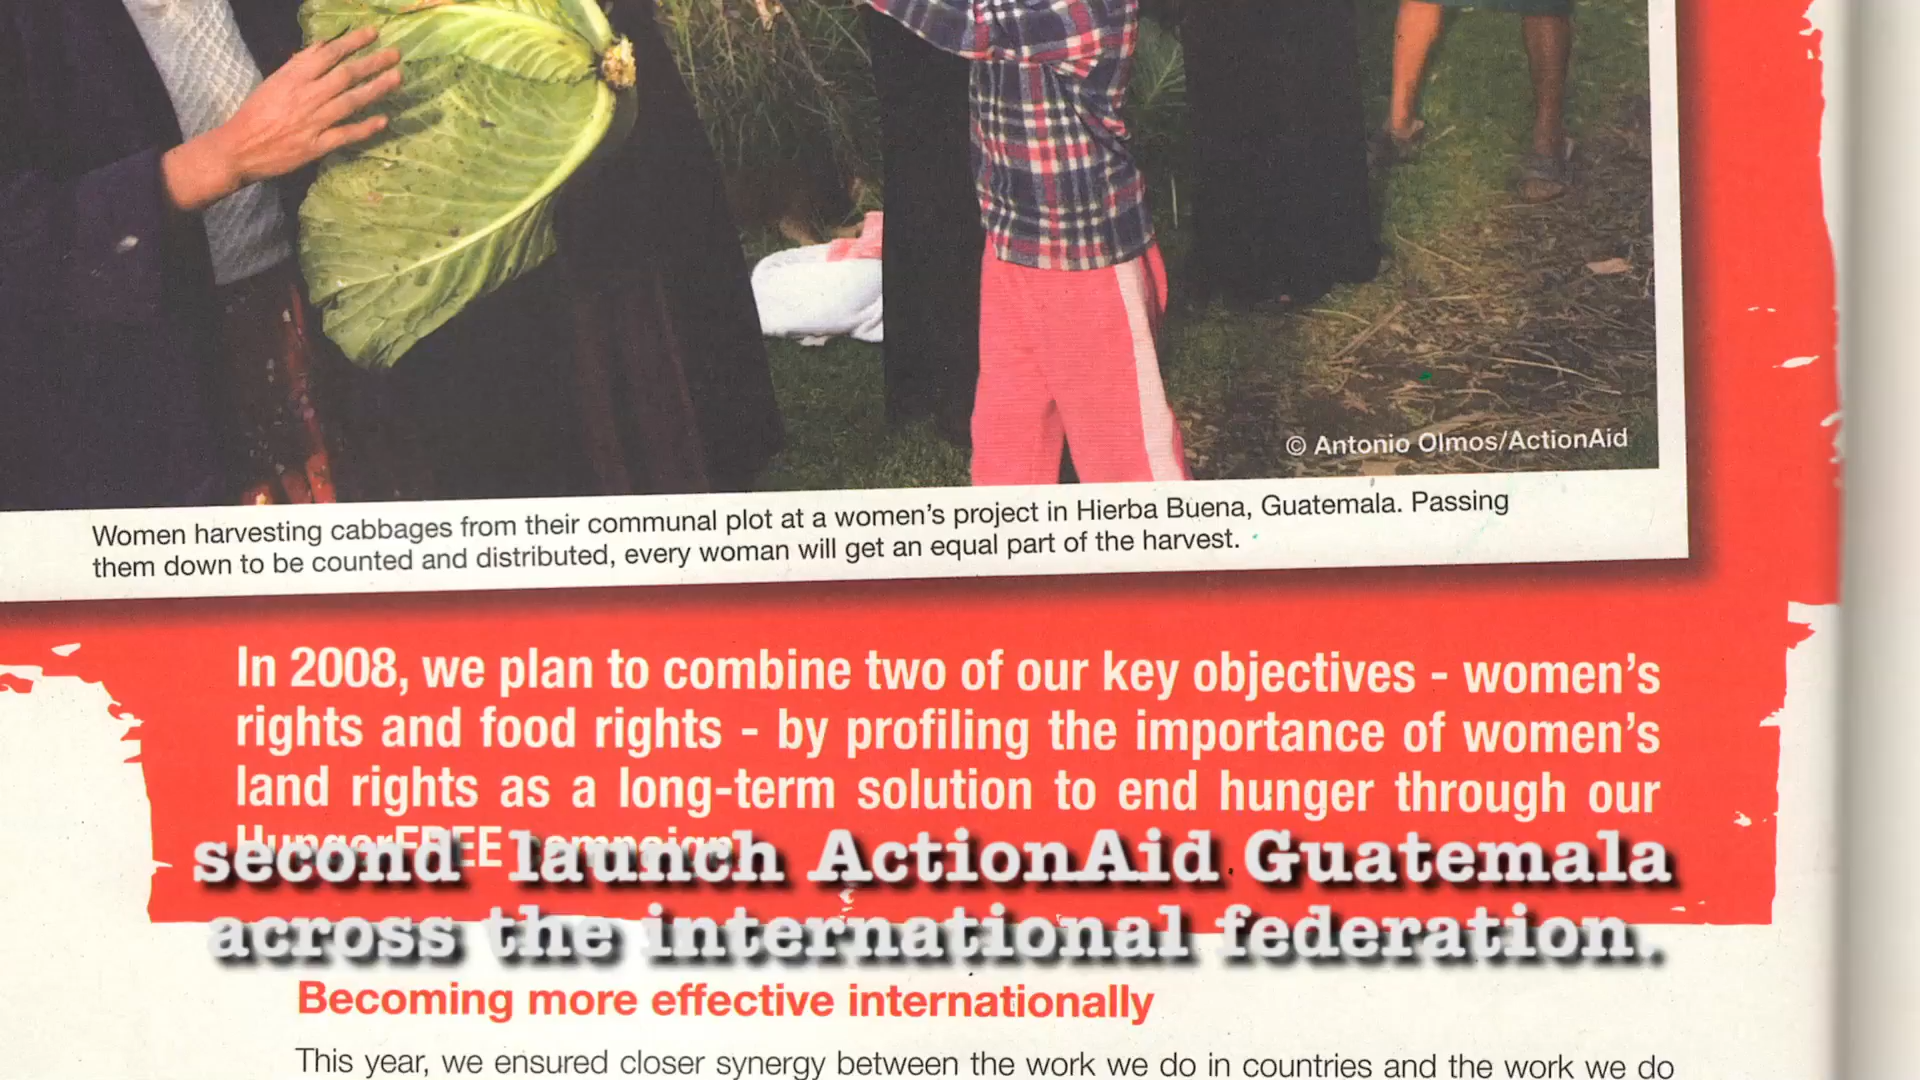 © Antonio Olmos/ActionAid
Women harvesting cabbages from their communal plot at a women's project in Hierba Buena, Guatemala. Passing
them down to be counted and distributed, every woman will get an equal part of the harvest.
In 2008, we plan to combine two of our key objectives - women's
rights and food rights - by profiling the importance of women's
land rights as a long-term solution to end hunger through our
HungerFREE campaign
second launch ActionAid Guatemala
across the international federation.
Becoming more effective internationally
This year, we ensured closer synergy between the work we do in countries and the work we do